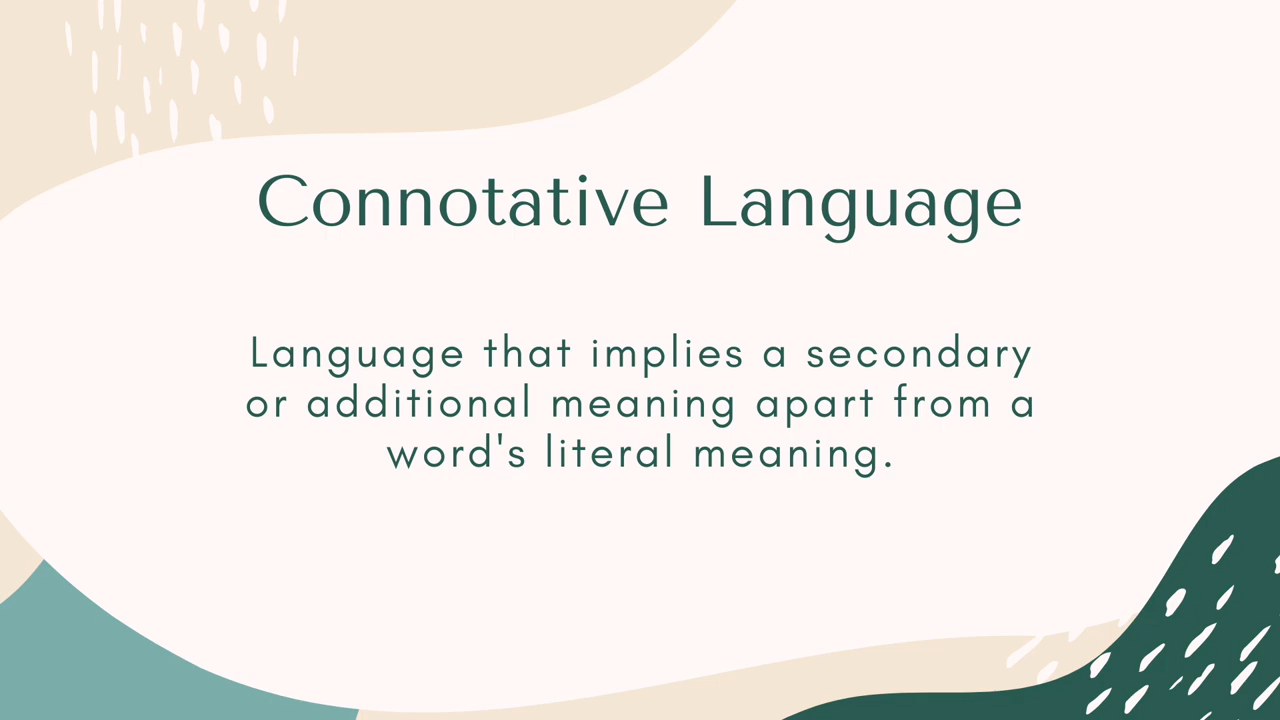 Connotative Language
Language that implies a secondary
or additional meaning apart from a
word's literal meaning.